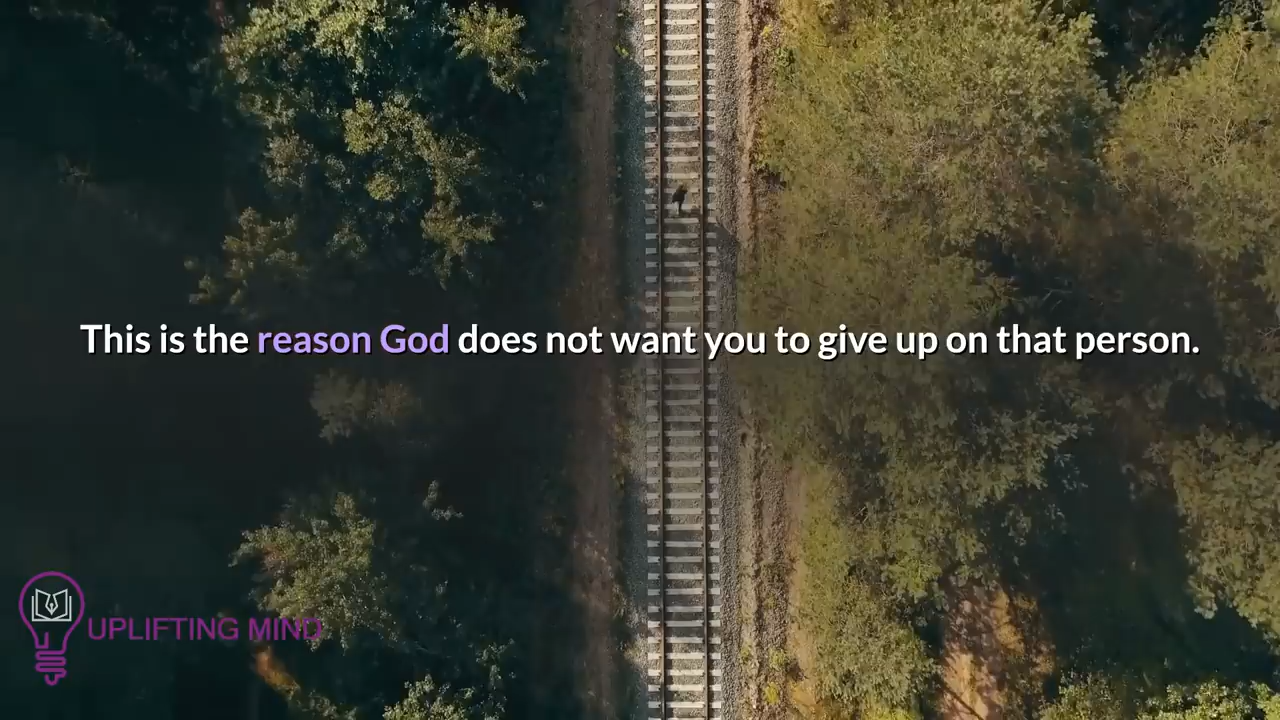 This is the reason God does not want you to give up on that person.
UPLIFTING MIND